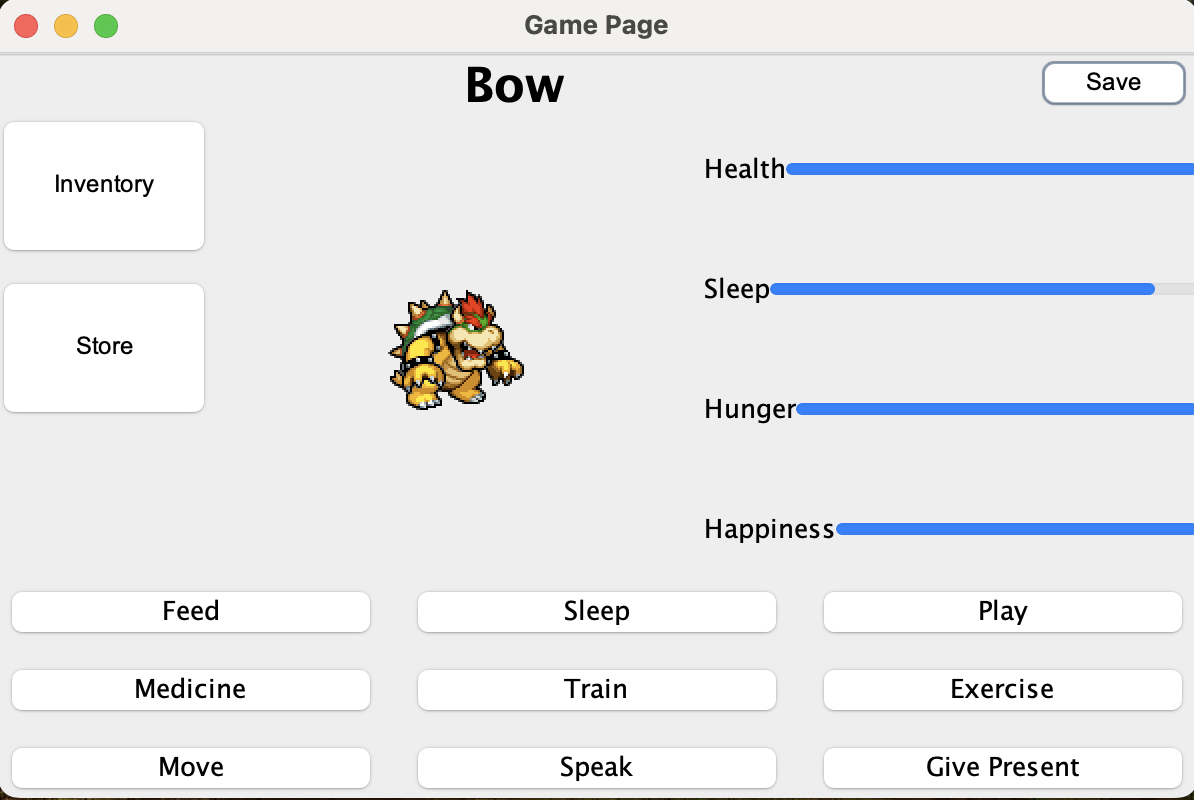 Game Page
Bow
Save
Inventory
Store
Health
Sleep
Hunger
Happiness
Feed
Sleep
Play
Medicine
Train
Exercise
Move
Speak
Give Present